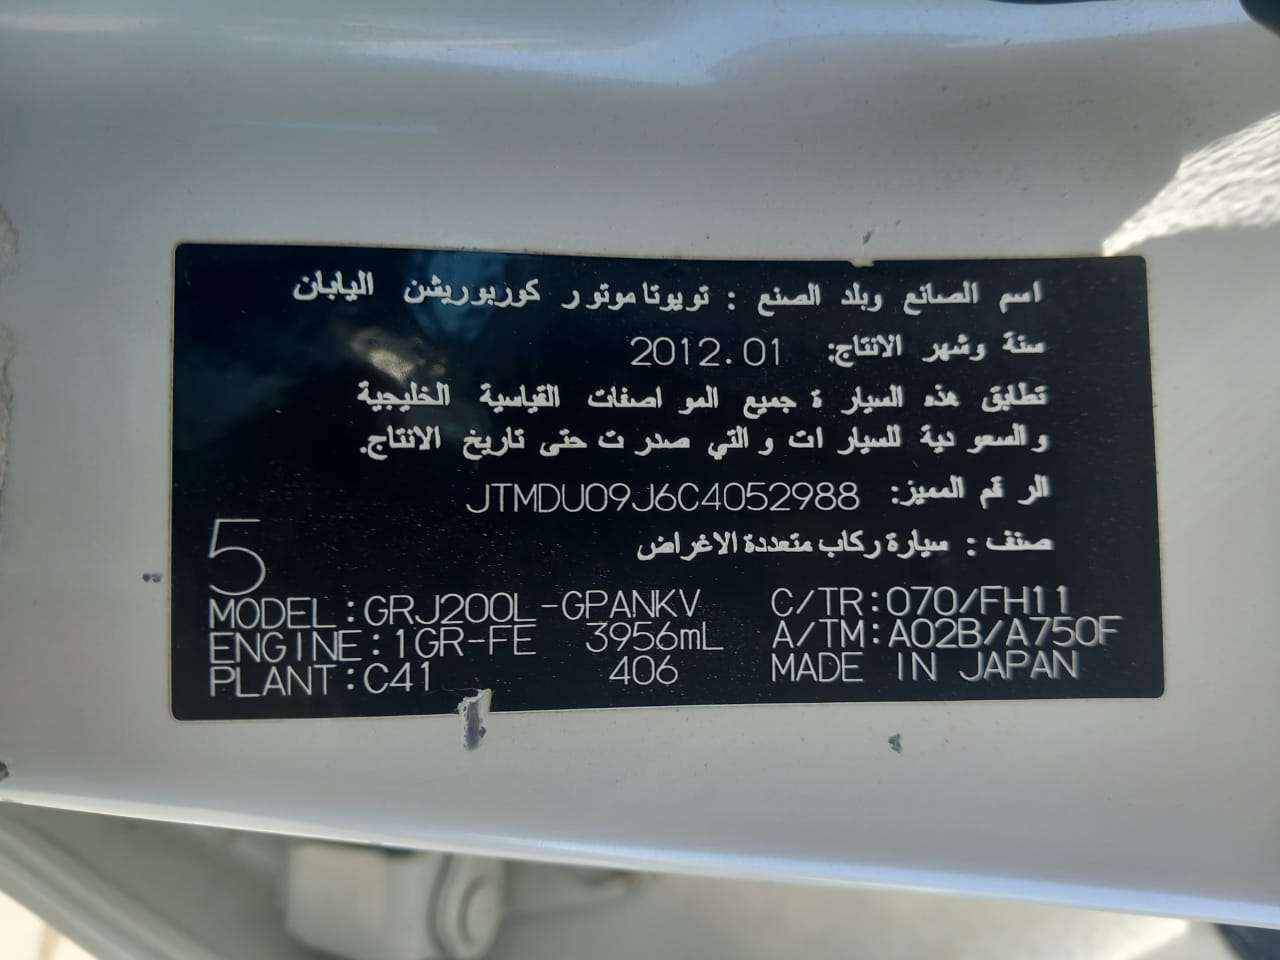 اسم الصانع وبلد الصنع : تويوتا موتور كوربوريشن اليابان
سنة وشهر الانتاج: 2012.01
تطابق هذه السيارة جميع المواصفات القياسية الخليجية
والسعودية للسيارات والتي صدرت حتى تاريخ الانتاج.
الرقم المميز: JTMDU09J6C4052988
صنف : سيارة ركاب متعددة الاغراض
5
MODEL:GRJ200L-GPANKV C/TR:070/FH11
ENGINE:1GR-FE 3956mL A/TM:A02B/A750F
PLANT:C41 406 MADE IN JAPAN